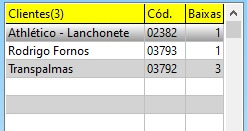 Clientes(3) Cód. Baixas
Athlético - Lanchonete 02382 1
Rodrigo Fornos 03793 1
Transpalmas 03792 3